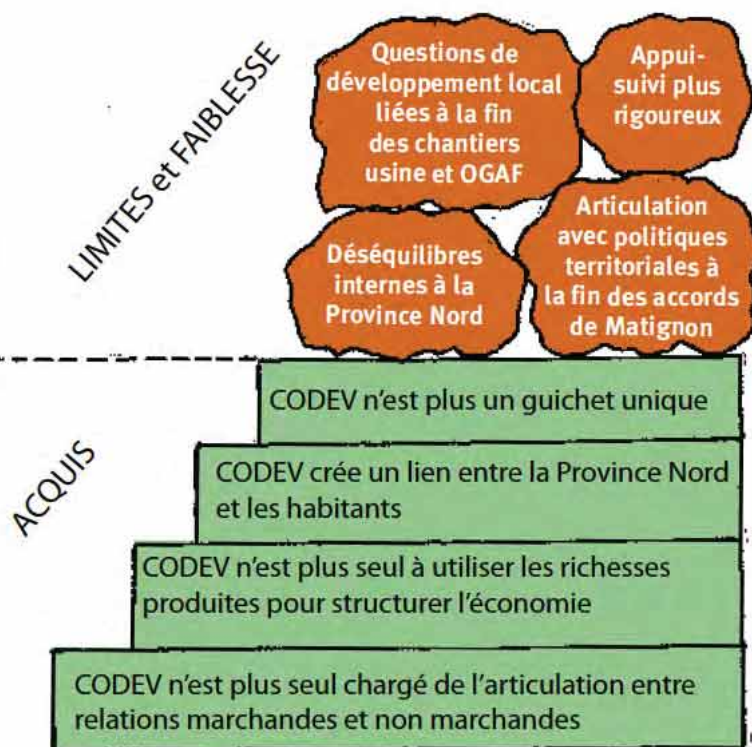 LIMITES et FAIBLESSE
Questions de
développement local
liées à la fin
des chantiers
usine et OGAF
Appui-
suivi plus
rigoureux
Déséquilibres
internes à la
Province Nord
Articulation
avec politiques
territoriales à
la fin des accords
de Matignon
ACQUIS
CODEV n'est plus un guichet unique
CODEV crée un lien entre la Province Nord
et les habitants
CODEV n'est plus seul à utiliser les richesses
produites pour structurer l'économie
CODEV n'est plus seul chargé de l'articulation entre
relations marchandes et non marchandes